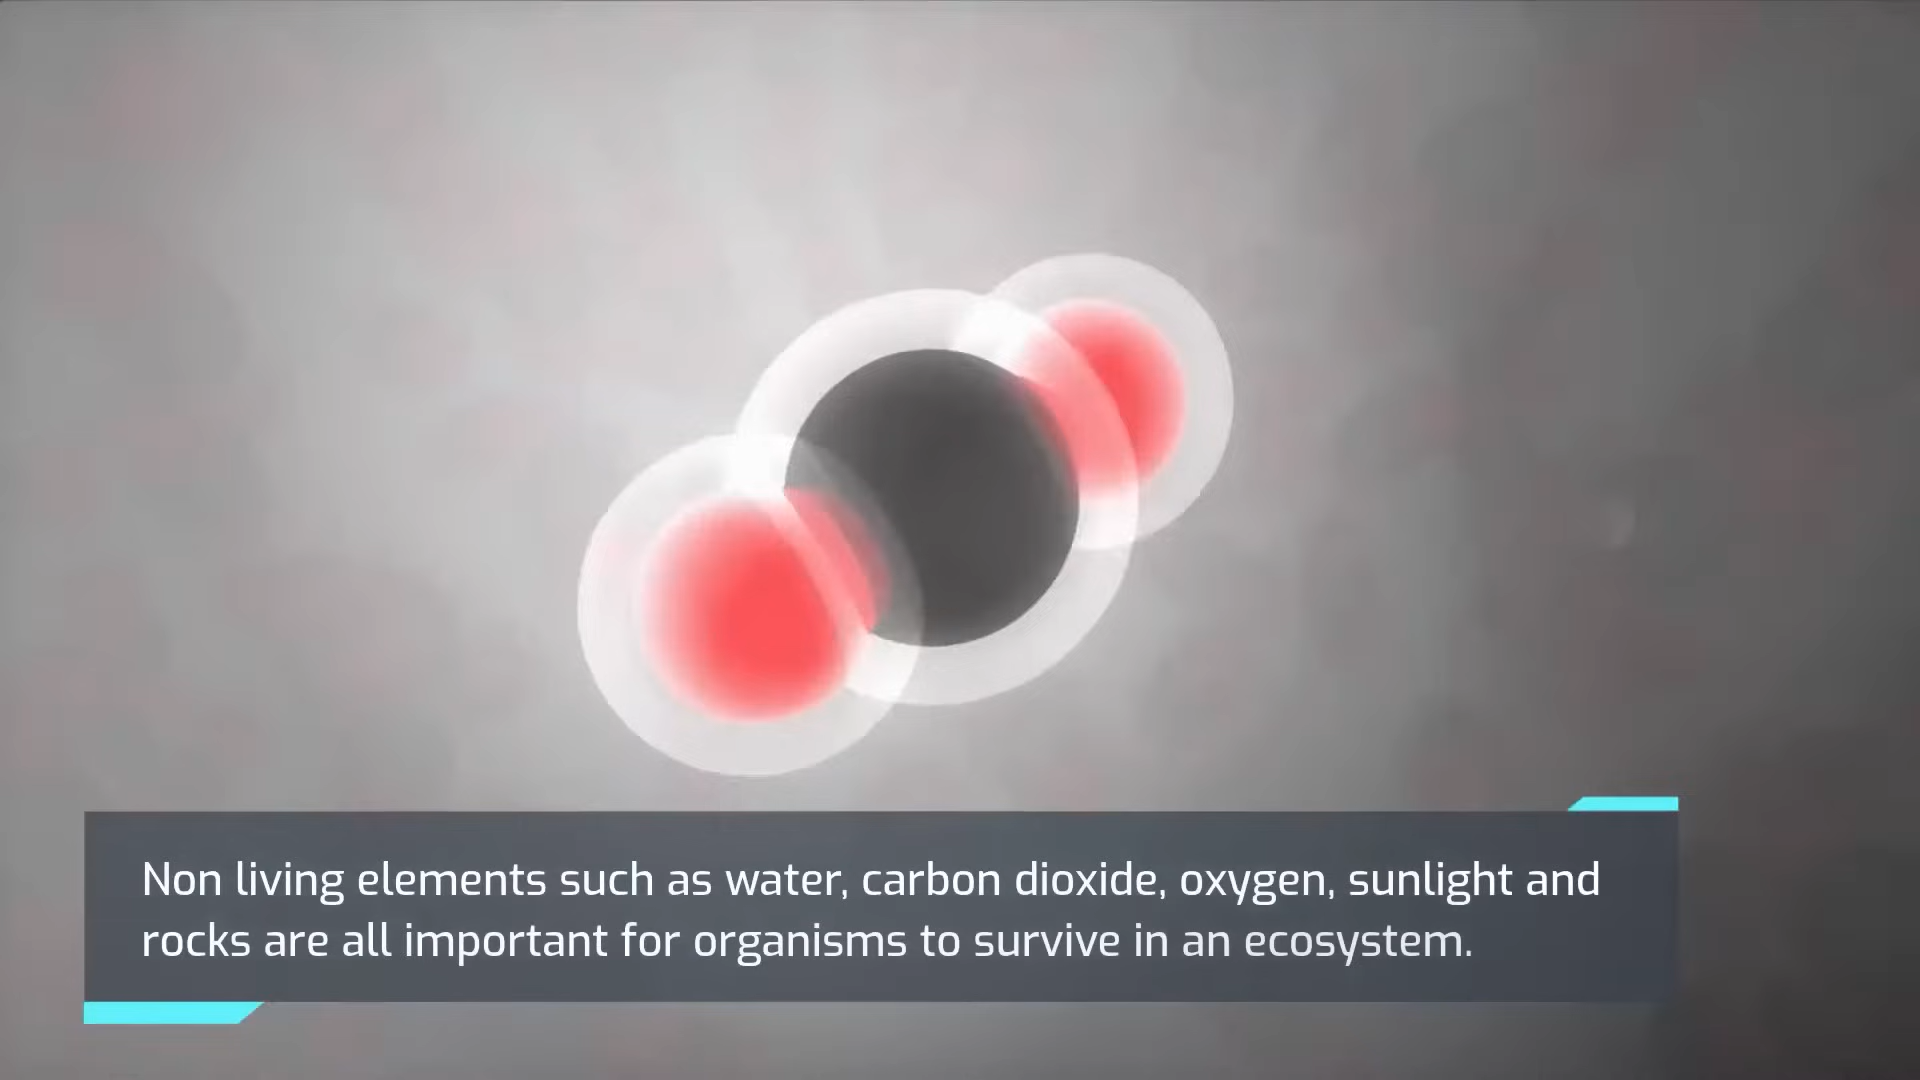 Non living elements such as water, carbon dioxide, oxygen, sunlight and
rocks are all important for organisms to survive in an ecosystem.